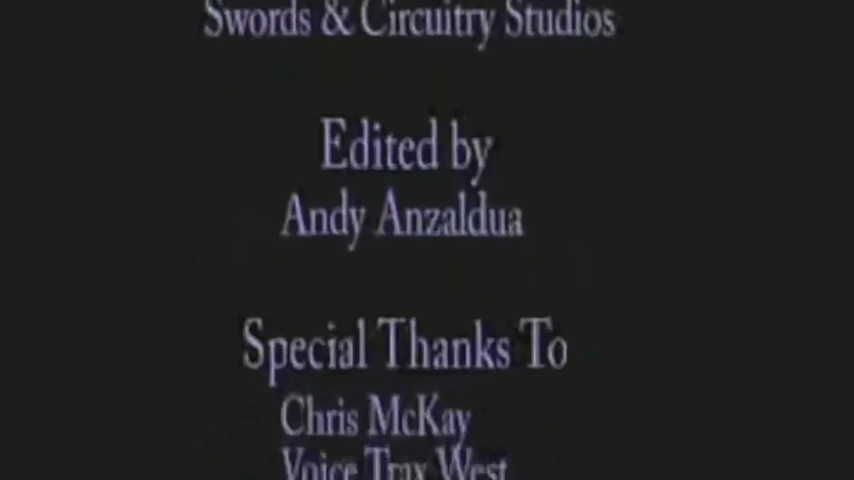 Swords & Circuitry Studios
Edited by
Andy Anzaldua
Special Thanks To
Chris McKay
Voice Trax West